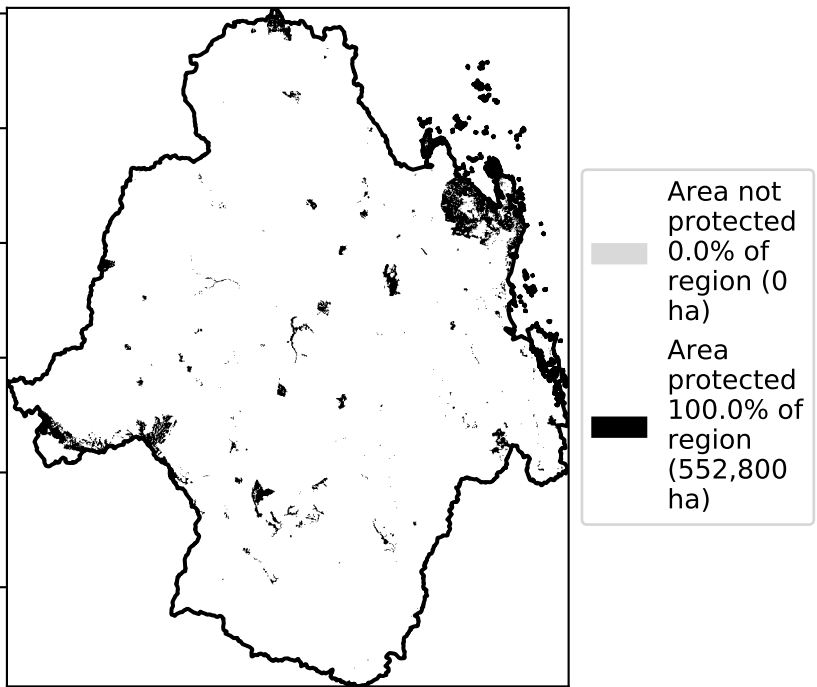 Area not
protected
0.0% of
region (0
ha)
Area
protected
100.0% of
region
(552,800
ha)